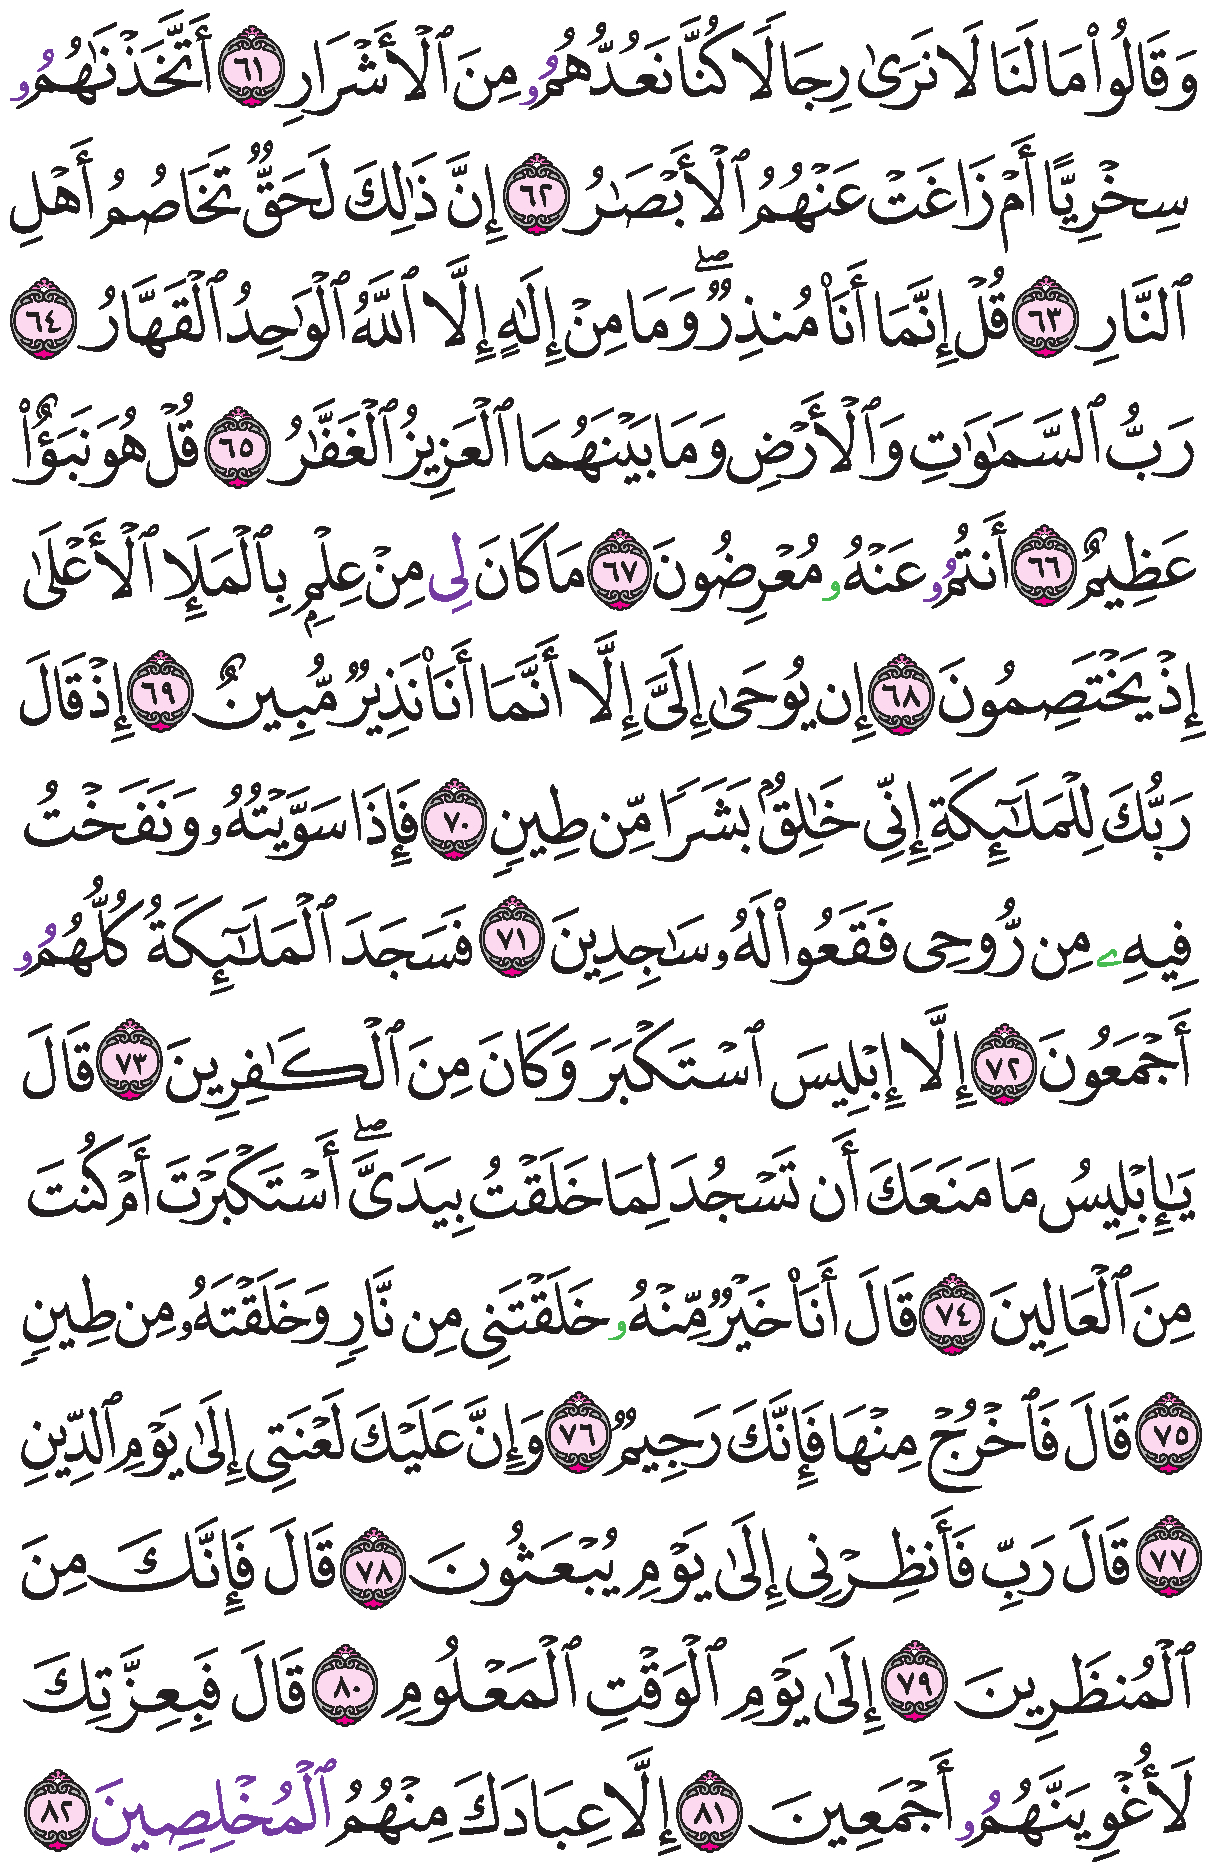 وَقَالُوا۟ مَا لَنَا لَا نَرَىٰ رِجَالًا كُنَّا نَعُدُّهُمُۥ مِنَ ٱلْأَشْرَارِ ٦١ أَتَّخَذْنَٰهُمُۥ
سِخْرِيًّا أَمْ زَاغَتْ عَنْهُمُ ٱلْأَبْصَٰرُ ٦٢ إِنَّ ذَٰلِكَ لَحَقٌّ تَخَاصُمُ أَهْلِ
ٱلنَّارِ ٦٣ قُلْ إِنَّمَا أَنَا۠ مُنذِرٌ ۖ وَمَا مِنْ إِلَٰهٍ إِلَّا ٱللَّهُ ٱلْوَٰحِدُ ٱلْقَهَّارُ ٦٤
رَبُّ ٱلسَّمَٰوَٰتِ وَٱلْأَرْضِ وَمَا بَيْنَهُمَا ٱلْعَزِيزُ ٱلْغَفَّٰرُ ٦٥ قُلْ هُوَ نَبَؤٌا۟
عَظِيمٌ ٦٦ أَنتُمُۥ عَنْهُۥ مُعْرِضُونَ ٦٧ مَا كَانَ لِى مِنْ عِلْمٍۭ بِٱلْمَلَإِ ٱلْأَعْلَىٰ
إِذْ يَخْتَصِمُونَ ٦٨ إِن يُوحَىٰ إِلَىَّ إِلَّا أَنَّمَا أَنَا۠ نَذِيرٌ مُّبِينٌ ٦٩ إِذْ قَالَ
رَبُّكَ لِلْمَلَٰٓئِكَةِ إِنِّى خَٰلِقٌۢ بَشَرًا مِّن طِينٍ ٧٠ فَإِذَا سَوَّيْتُهُۥ وَنَفَخْتُ
فِيهِۦ مِن رُّوحِى فَقَعُوا۟ لَهُۥ سَٰجِدِينَ ٧١ فَسَجَدَ ٱلْمَلَٰٓئِكَةُ كُلُّهُمُۥ
أَجْمَعُونَ ٧٢ إِلَّا إِبْلِيسَ ٱسْتَكْبَرَ وَكَانَ مِنَ ٱلْكَٰفِرِينَ ٧٣ قَالَ
يَٰإِبْلِيسُ مَا مَنَعَكَ أَن تَسْجُدَ لِمَا خَلَقْتُ بِيَدَىَّ ۖ أَسْتَكْبَرْتَ أَمْ كُنتَ
مِنَ ٱلْعَالِينَ ٧٤ قَالَ أَنَا۠ خَيْرٌ مِّنْهُۥ خَلَقْتَنِى مِن نَّارٍ وَخَلَقْتَهُۥ مِن طِينٍ
٧٥ قَالَ فَٱخْرُجْ مِنْهَا فَإِنَّكَ رَجِيمٌ ٧٦ وَإِنَّ عَلَيْكَ لَعْنَتِى إِلَىٰ يَوْمِ ٱلدِّينِ
٧٧ قَالَ رَبِّ فَأَنظِرْنِى إِلَىٰ يَوْمِ يُبْعَثُونَ ٧٨ قَالَ فَإِنَّكَ مِنَ
ٱلْمُنظَرِينَ ٧٩ إِلَىٰ يَوْمِ ٱلْوَقْتِ ٱلْمَعْلُومِ ٨٠ قَالَ فَبِعِزَّتِكَ
لَأُغْوِيَنَّهُمُۥ أَجْمَعِينَ ٨١ إِلَّا عِبَادَكَ مِنْهُمُ ٱلْمُخْلِصِينَ ٨٢